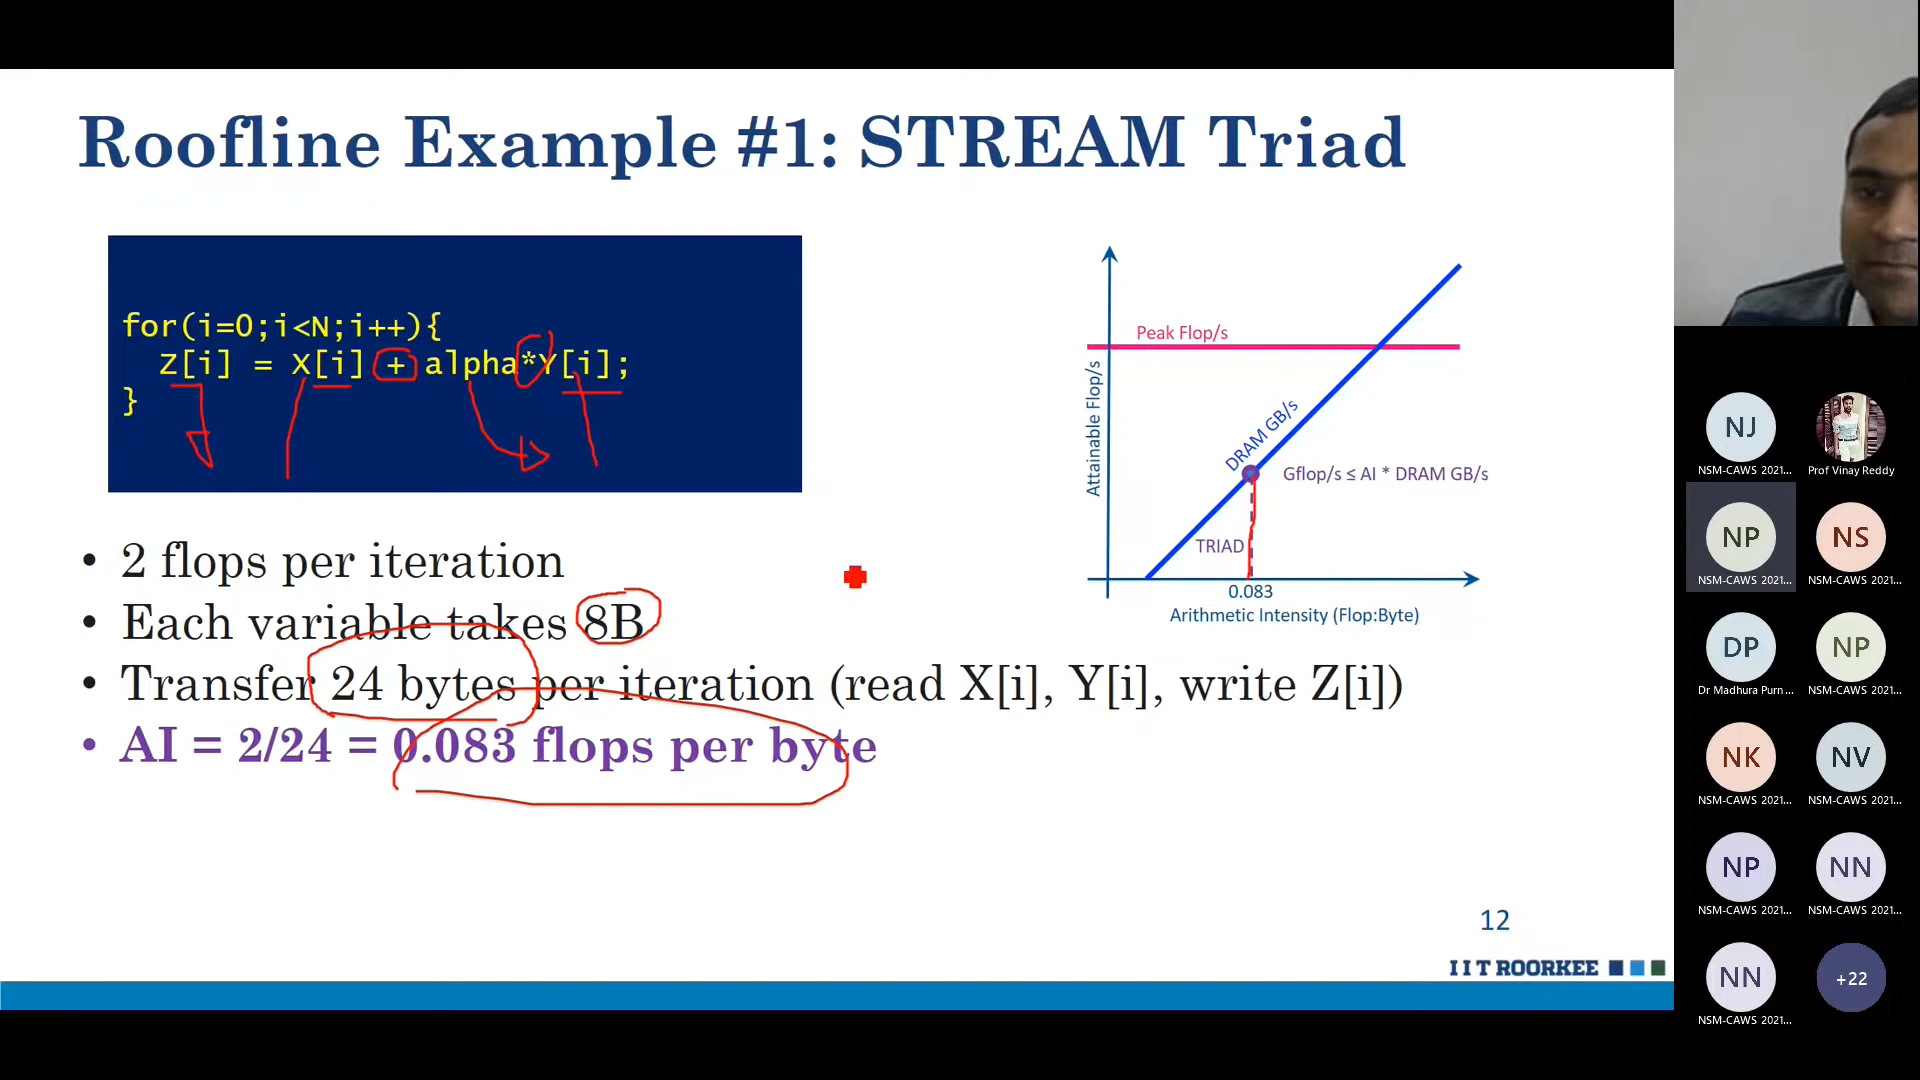 Roofline Example #1: STREAM Triad
for(i=0;i<N;i++){
Z[i] = X[i] + alpha*Y[i];
}
• 2 flops per iteration
• Each variable takes 8B
• Transfer 24 bytes per iteration (read X[i], Y[i], write Z[i])
• AI = 2/24 = 0.083 flops per byte
Peak Flop/s
Attainable Flop/s
DRAM GB/s
Gflop/s ≤ AI * DRAM GB/s
TRIAD
0.083
Arithmetic Intensity (Flop:Byte)
12
IIT ROORKEE
NJ
NSM-CAWS 2021...
Prof Vinay Reddy
NP
NSM-CAWS 2021...
NS
NSM-CAWS 2021...
DP
Dr Madhura Purn...
NP
NSM-CAWS 2021...
NK
NSM-CAWS 2021...
NV
NSM-CAWS 2021...
NP
NSM-CAWS 2021...
NN
NSM-CAWS 2021...
NN
NSM-CAWS 2021...
+22